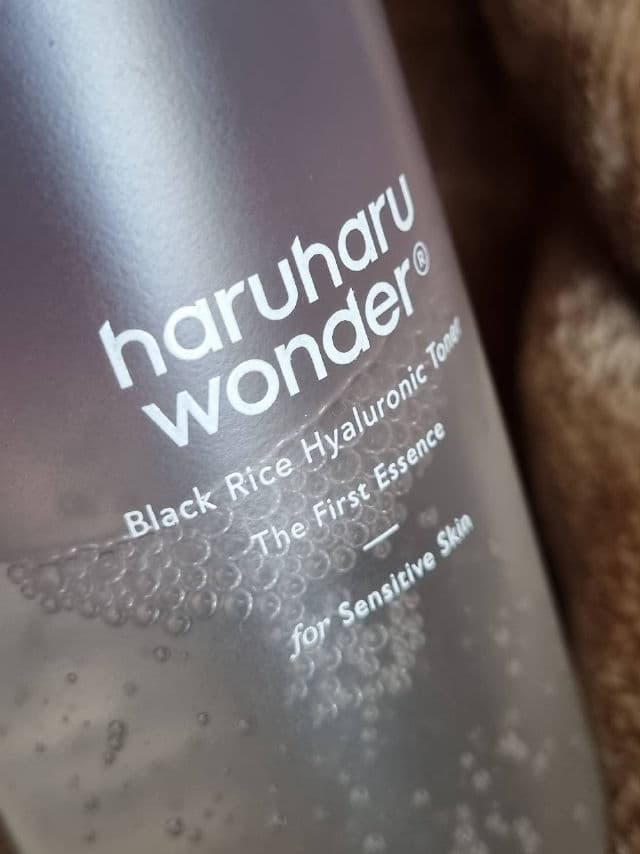 haruharu
wonder®
Black Rice Hyaluronic Toner
The First Essence
for Sensitive Skin